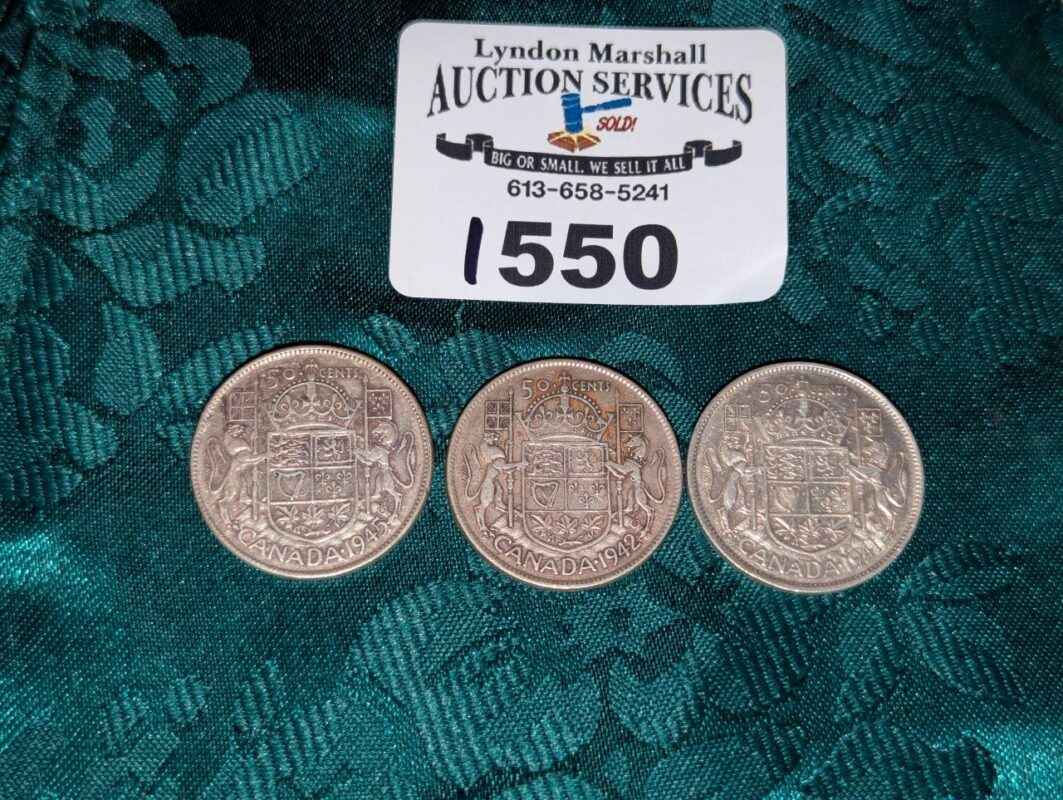 Lyndon Marshall
AUCTION SERVICES
SOLD!
BIG OR SMALL, WE SELL IT ALL
613-658-5241
1550
50 CENTS
CANADA·1945
50 CENTS
CANADA·1942
50
CANADA